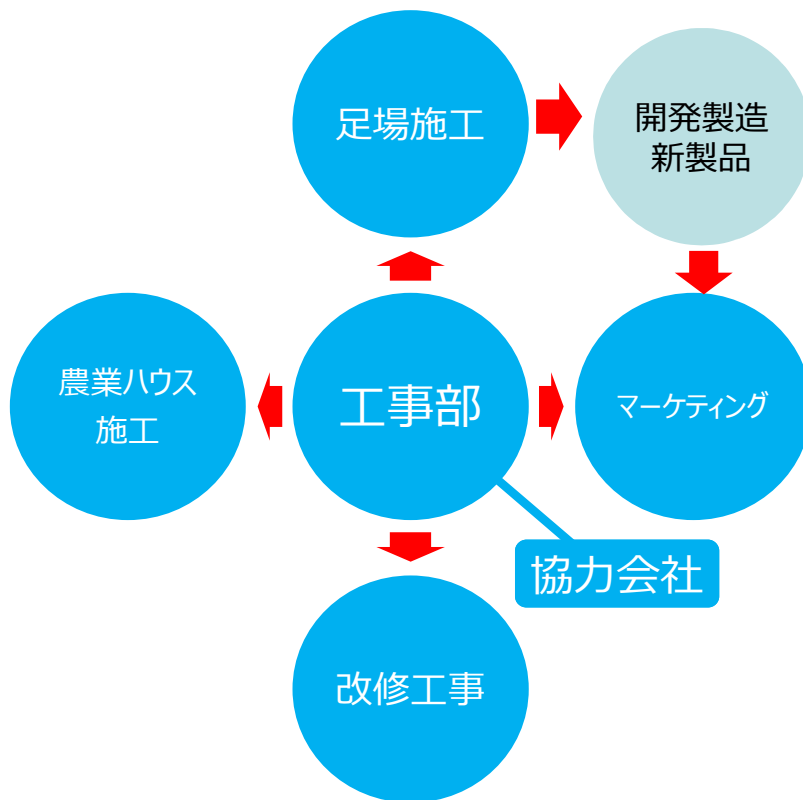 足場施工
開発製造
新製品
農業ハウス
施工
工事部
マーケティング
協力会社
改修工事